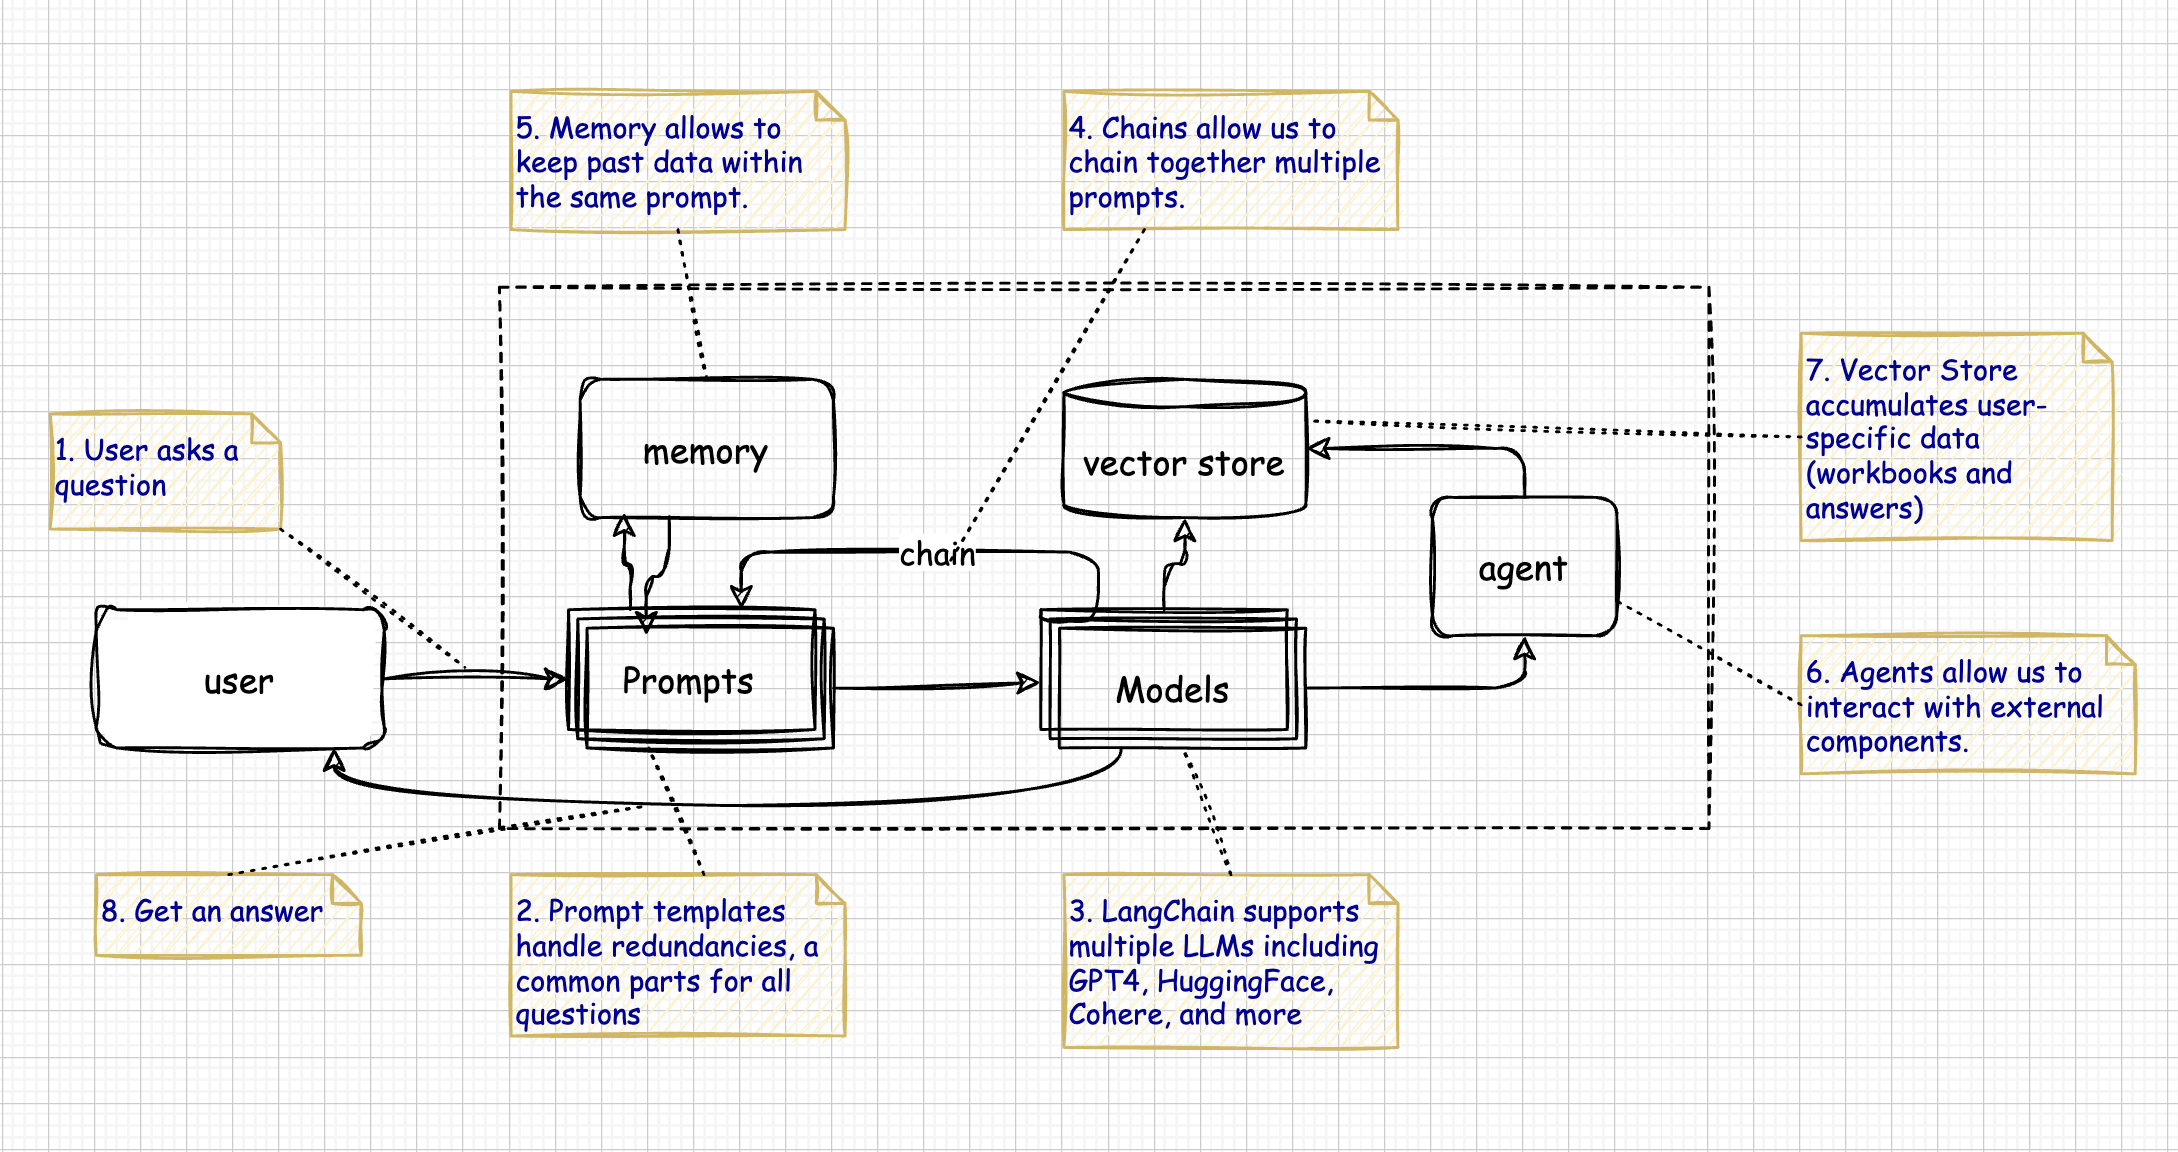 5. Memory allows to
keep past data within
the same prompt.
4. Chains allow us to
chain together multiple
prompts.
7. Vector Store
accumulates user-
specific data
(workbooks and
answers)
1. User asks a
question
memory
vector store
chain
agent
user
Prompts
Models
6. Agents allow us to
interact with external
components.
8. Get an answer
2. Prompt templates
handle redundancies, a
common parts for all
questions
3. LangChain supports
multiple LLMs including
GPT4, HuggingFace,
Cohere, and more